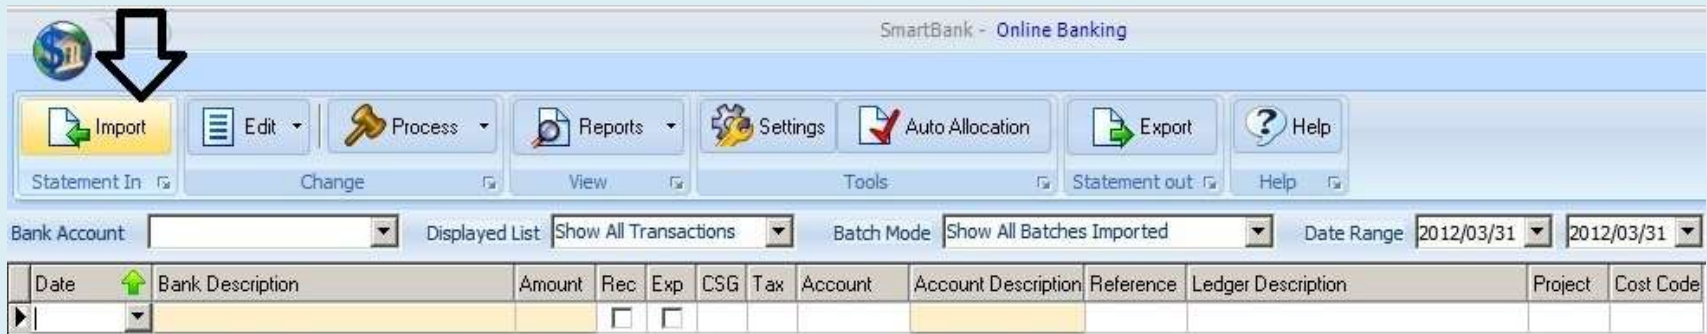 SmartBank - Online Banking
Import Edit Process Reports Settings Auto Allocation Export Help
Statement In Change View Tools Statement out Help
Bank Account Displayed List Show All Transactions Batch Mode Show All Batches Imported Date Range 2012/03/31 2012/03/31
Date Bank Description Amount Rec Exp CSG Tax Account Account Description Reference Ledger Description Project Cost Code